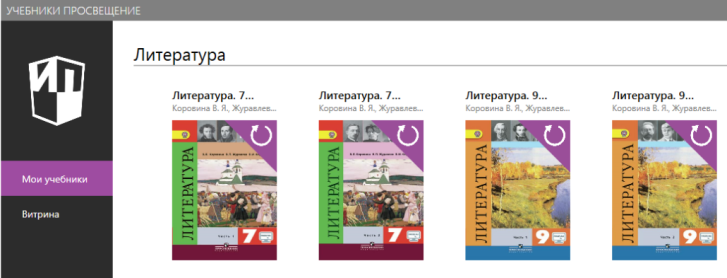 УЧЕБНИКИ ПРОСВЕЩЕНИЕ
Литература
Мои учебники
Витрина
Литература. 7...
Коровина В. Я., Журавлев...
ЛИТЕРАТУРА
7
Литература. 7...
Коровина В. Я., Журавлев...
ЛИТЕРАТУРА
7
Литература. 9...
Коровина В. Я., Журавлев...
ЛИТЕРАТУРА
9
Литература. 9...
Коровина В. Я., Журавлев...
ЛИТЕРАТУРА
9